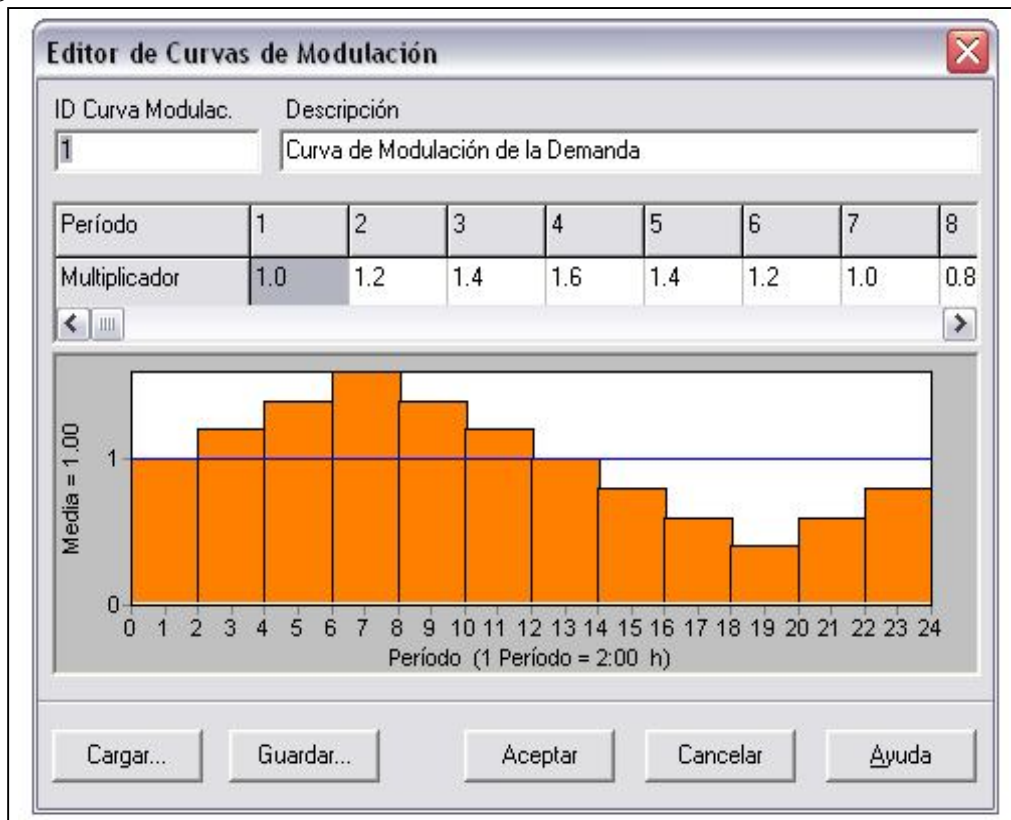 Editor de Curvas de Modulación
ID Curva Modulac. Descripción
1 Curva de Modulación de la Demanda
Período 1 2 3 4 5 6 7 8
Multiplicador 1.0 1.2 1.4 1.6 1.4 1.2 1.0 0.8
Media = 1.00
1
0
0 1 2 3 4 5 6 7 8 9 10 11 12 13 14 15 16 17 18 19 20 21 22 23 24
Período (1 Período = 2:00 h)
Cargar... Guardar... Aceptar Cancelar Ayuda